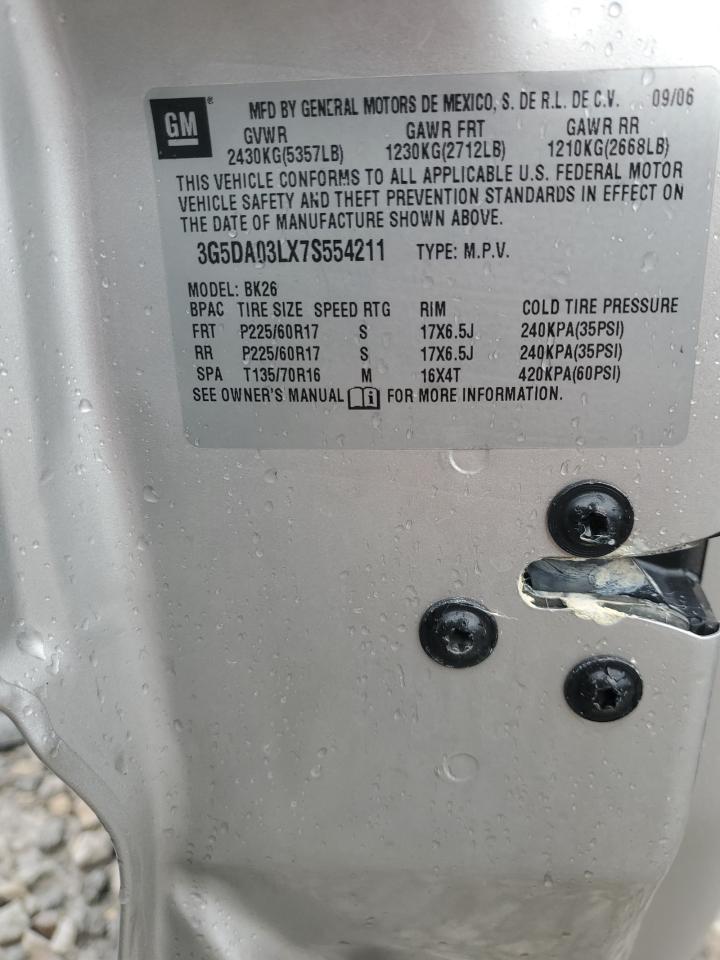 GM® MFD BY GENERAL MOTORS DE MEXICO, S. DE R.L. DE C.V. 09/06
GVWR GAWR FRT GAWR RR
2430KG(5357LB) 1230KG(2712LB) 1210KG(2668LB)
THIS VEHICLE CONFORMS TO ALL APPLICABLE U.S. FEDERAL MOTOR
VEHICLE SAFETY AND THEFT PREVENTION STANDARDS IN EFFECT ON
THE DATE OF MANUFACTURE SHOWN ABOVE.
3G5DA03LX7S554211 TYPE: M.P.V.
MODEL: BK26
BPAC TIRE SIZE SPEED RTG RIM COLD TIRE PRESSURE
FRT P225/60R17 S 17X6.5J 240KPA(35PSI)
RR P225/60R17 S 17X6.5J 240KPA(35PSI)
SPA T135/70R16 M 16X4T 420KPA(60PSI)
SEE OWNER'S MANUAL i FOR MORE INFORMATION.